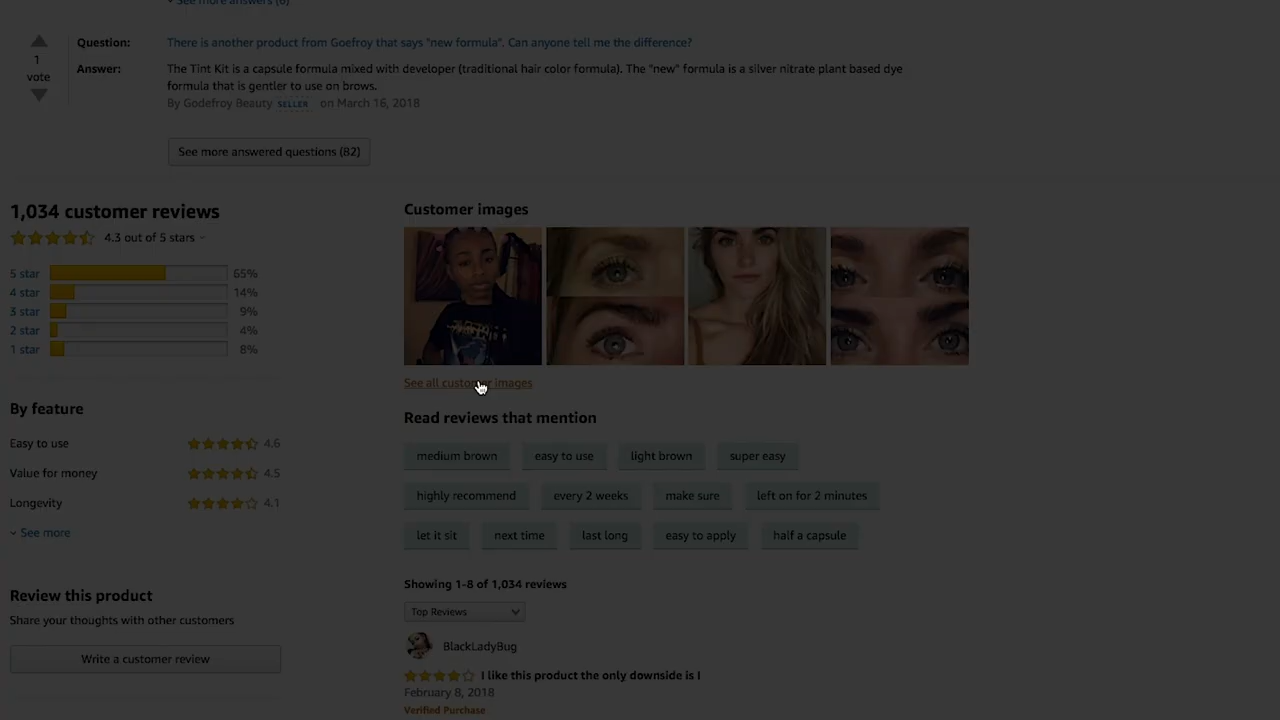 See more answers (6)
1
vote
Question:
There is another product from Goefroy that says "new formula". Can anyone tell me the difference?
Answer:
The Tint Kit is a capsule formula mixed with developer (traditional hair color formula). The "new" formula is a silver nitrate plant based dye
formula that is gentler to use on brows.
By Godefroy Beauty SELLER on March 16, 2018
See more answered questions (82)
1,034 customer reviews
4.3 out of 5 stars
5 star 65%
4 star 14%
3 star 9%
2 star 4%
1 star 8%
By feature
Easy to use 4.6
Value for money 4.5
Longevity 4.1
See more
Review this product
Share your thoughts with other customers
Write a customer review
Customer images
See all customer images
Read reviews that mention
medium brown easy to use light brown super easy
highly recommend every 2 weeks make sure left on for 2 minutes
let it sit next time last long easy to apply half a capsule
Showing 1-8 of 1,034 reviews
Top Reviews
BlackLadyBug
I like this product the only downside is I
February 8, 2018
Verified Purchase